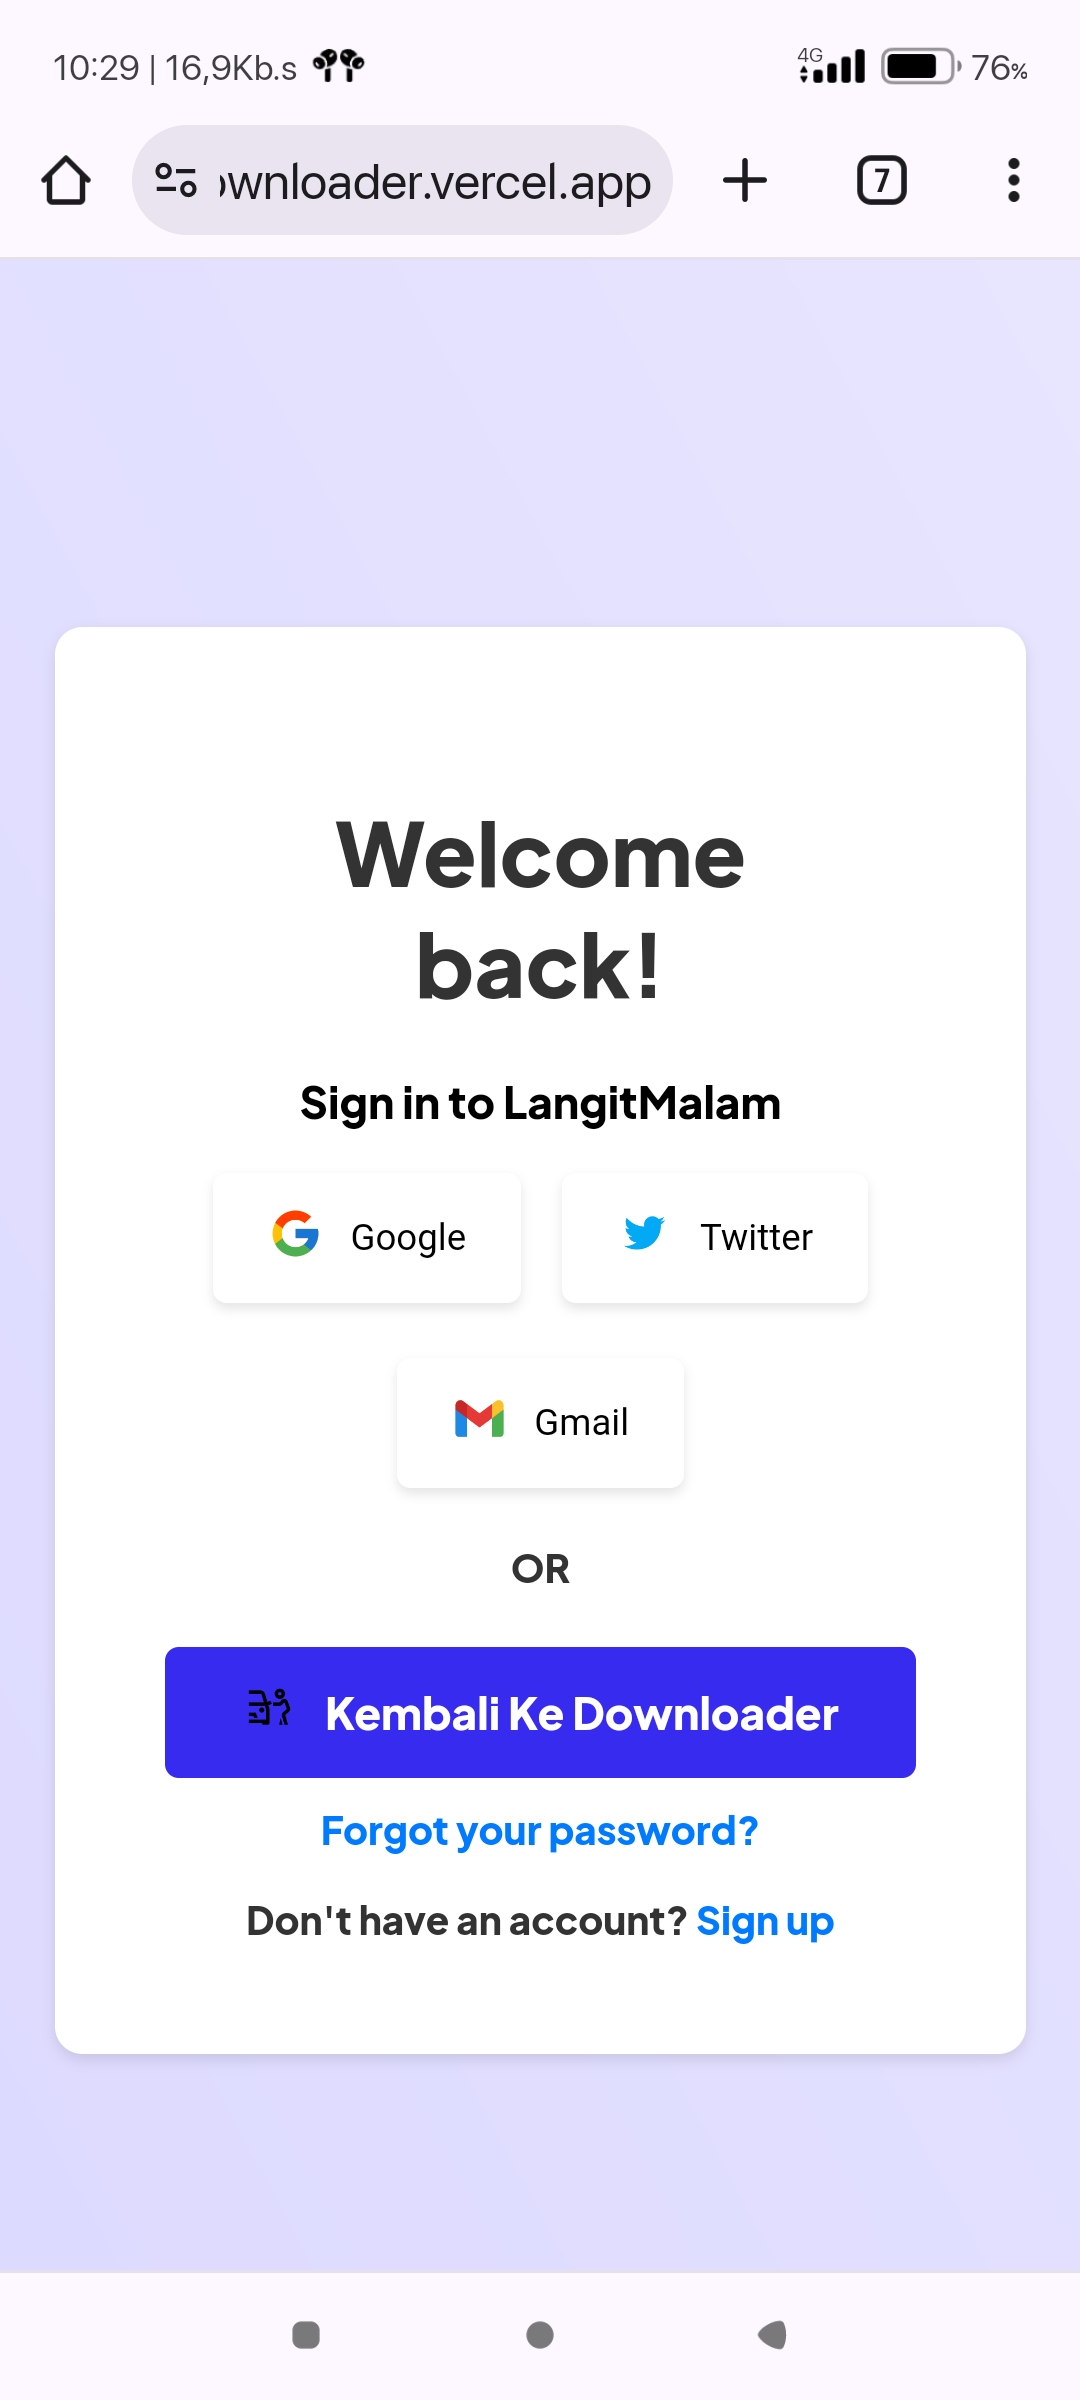 10:29 | 16,9Kb.s 4G 76%
ownloader.vercel.app 7
Welcome
back!
Sign in to LangitMalam
Google Twitter
Gmail
OR
Kembali Ke Downloader
Forgot your password?
Don't have an account? Sign up